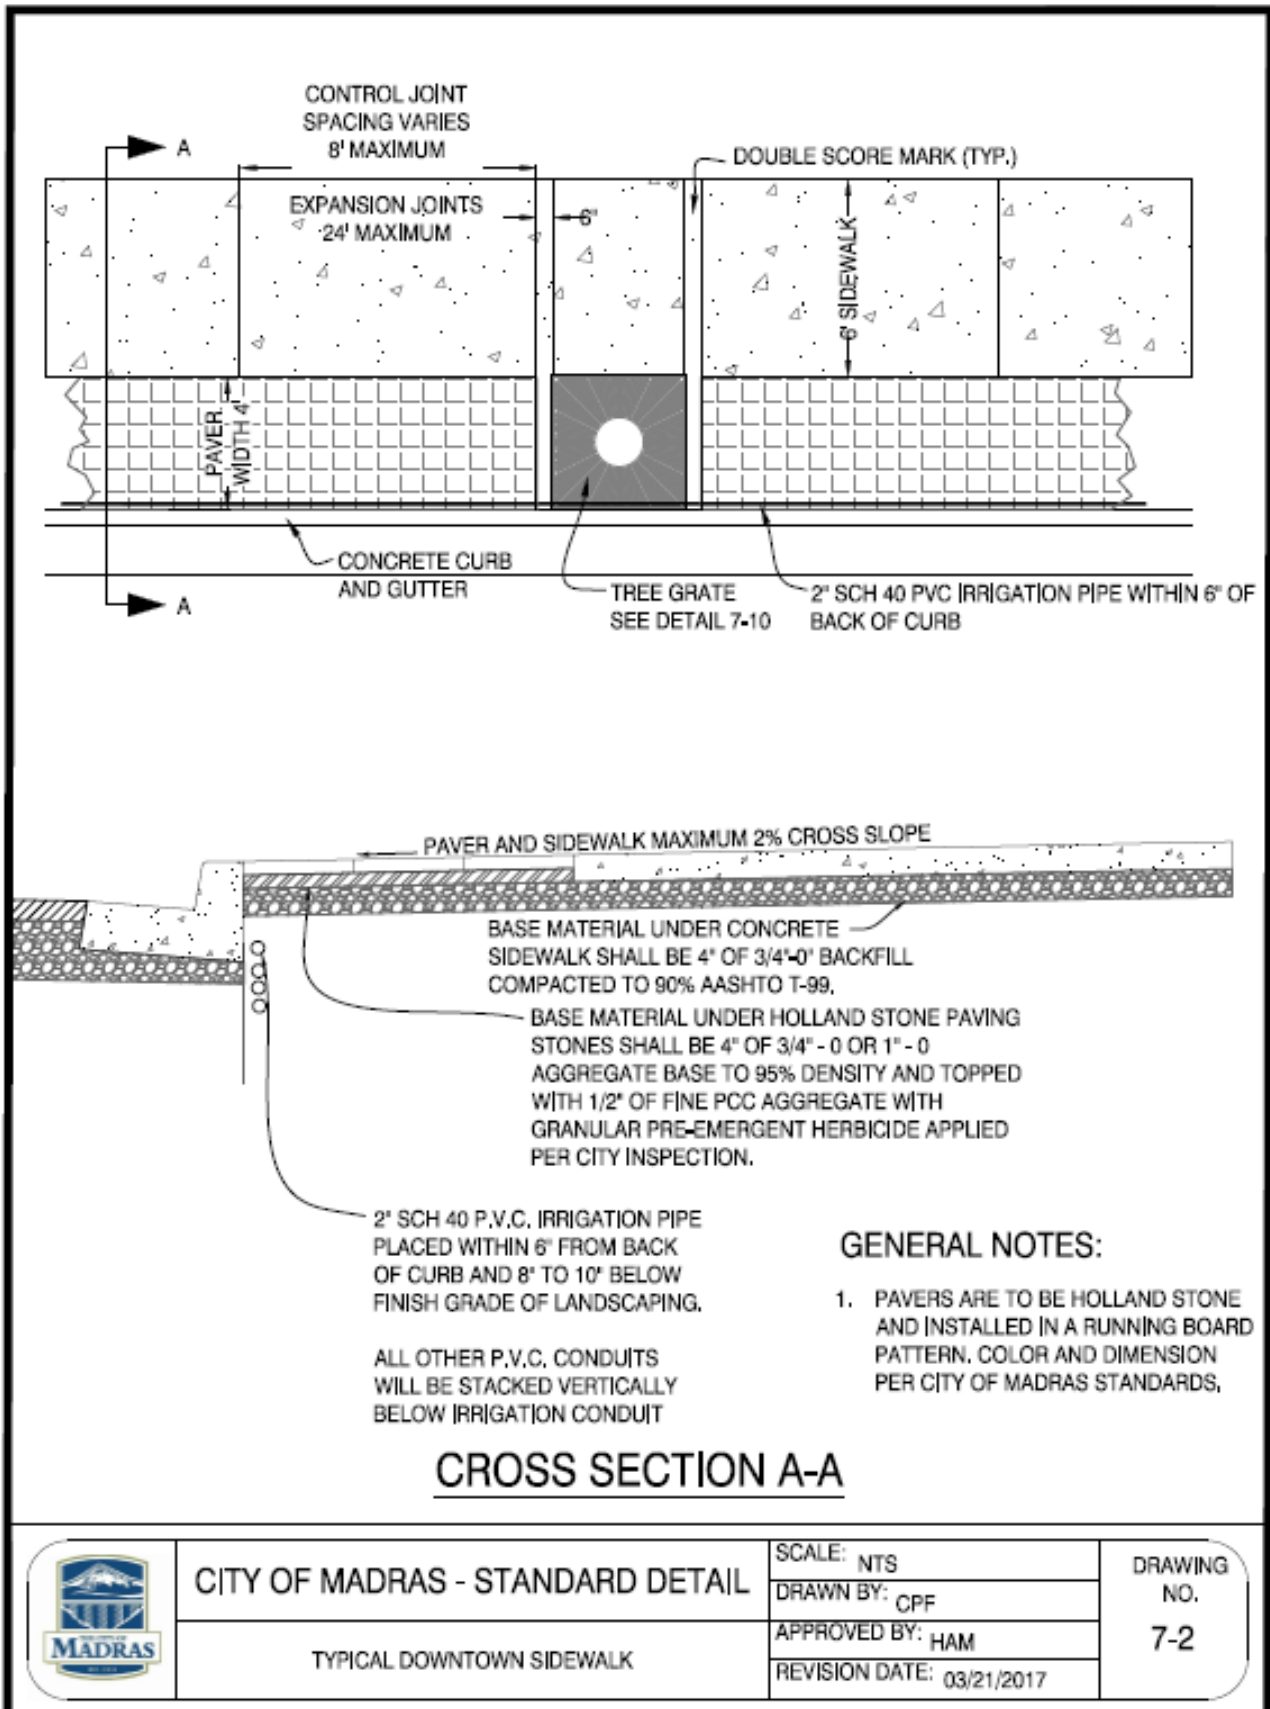 CONTROL JOINT
SPACING VARIES
8' MAXIMUM
A
DOUBLE SCORE MARK (TYP.)
EXPANSION JOINTS
24' MAXIMUM
6"
6' SIDEWALK
PAVER
WIDTH 4'
CONCRETE CURB
AND GUTTER
A
TREE GRATE
SEE DETAIL 7-10
2" SCH 40 PVC IRRIGATION PIPE WITHIN 6" OF
BACK OF CURB
PAVER AND SIDEWALK MAXIMUM 2% CROSS SLOPE
BASE MATERIAL UNDER CONCRETE
SIDEWALK SHALL BE 4" OF 3/4"-0" BACKFILL
COMPACTED TO 90% AASHTO T-99.
BASE MATERIAL UNDER HOLLAND STONE PAVING
STONES SHALL BE 4" OF 3/4" - 0 OR 1" - 0
AGGREGATE BASE TO 95% DENSITY AND TOPPED
WITH 1/2" OF FINE PCC AGGREGATE WITH
GRANULAR PRE-EMERGENT HERBICIDE APPLIED
PER CITY INSPECTION.
2" SCH 40 P.V.C. IRRIGATION PIPE
PLACED WITHIN 6" FROM BACK
OF CURB AND 8" TO 10" BELOW
FINISH GRADE OF LANDSCAPING.
ALL OTHER P.V.C. CONDUITS
WILL BE STACKED VERTICALLY
BELOW IRRIGATION CONDUIT
GENERAL NOTES:
1. PAVERS ARE TO BE HOLLAND STONE
AND INSTALLED IN A RUNNING BOARD
PATTERN. COLOR AND DIMENSION
PER CITY OF MADRAS STANDARDS.
CROSS SECTION A-A
MADRAS
CITY OF MADRAS - STANDARD DETAIL
TYPICAL DOWNTOWN SIDEWALK
SCALE: NTS
DRAWN BY: CPF
APPROVED BY: HAM
REVISION DATE: 03/21/2017
DRAWING
NO.
7-2